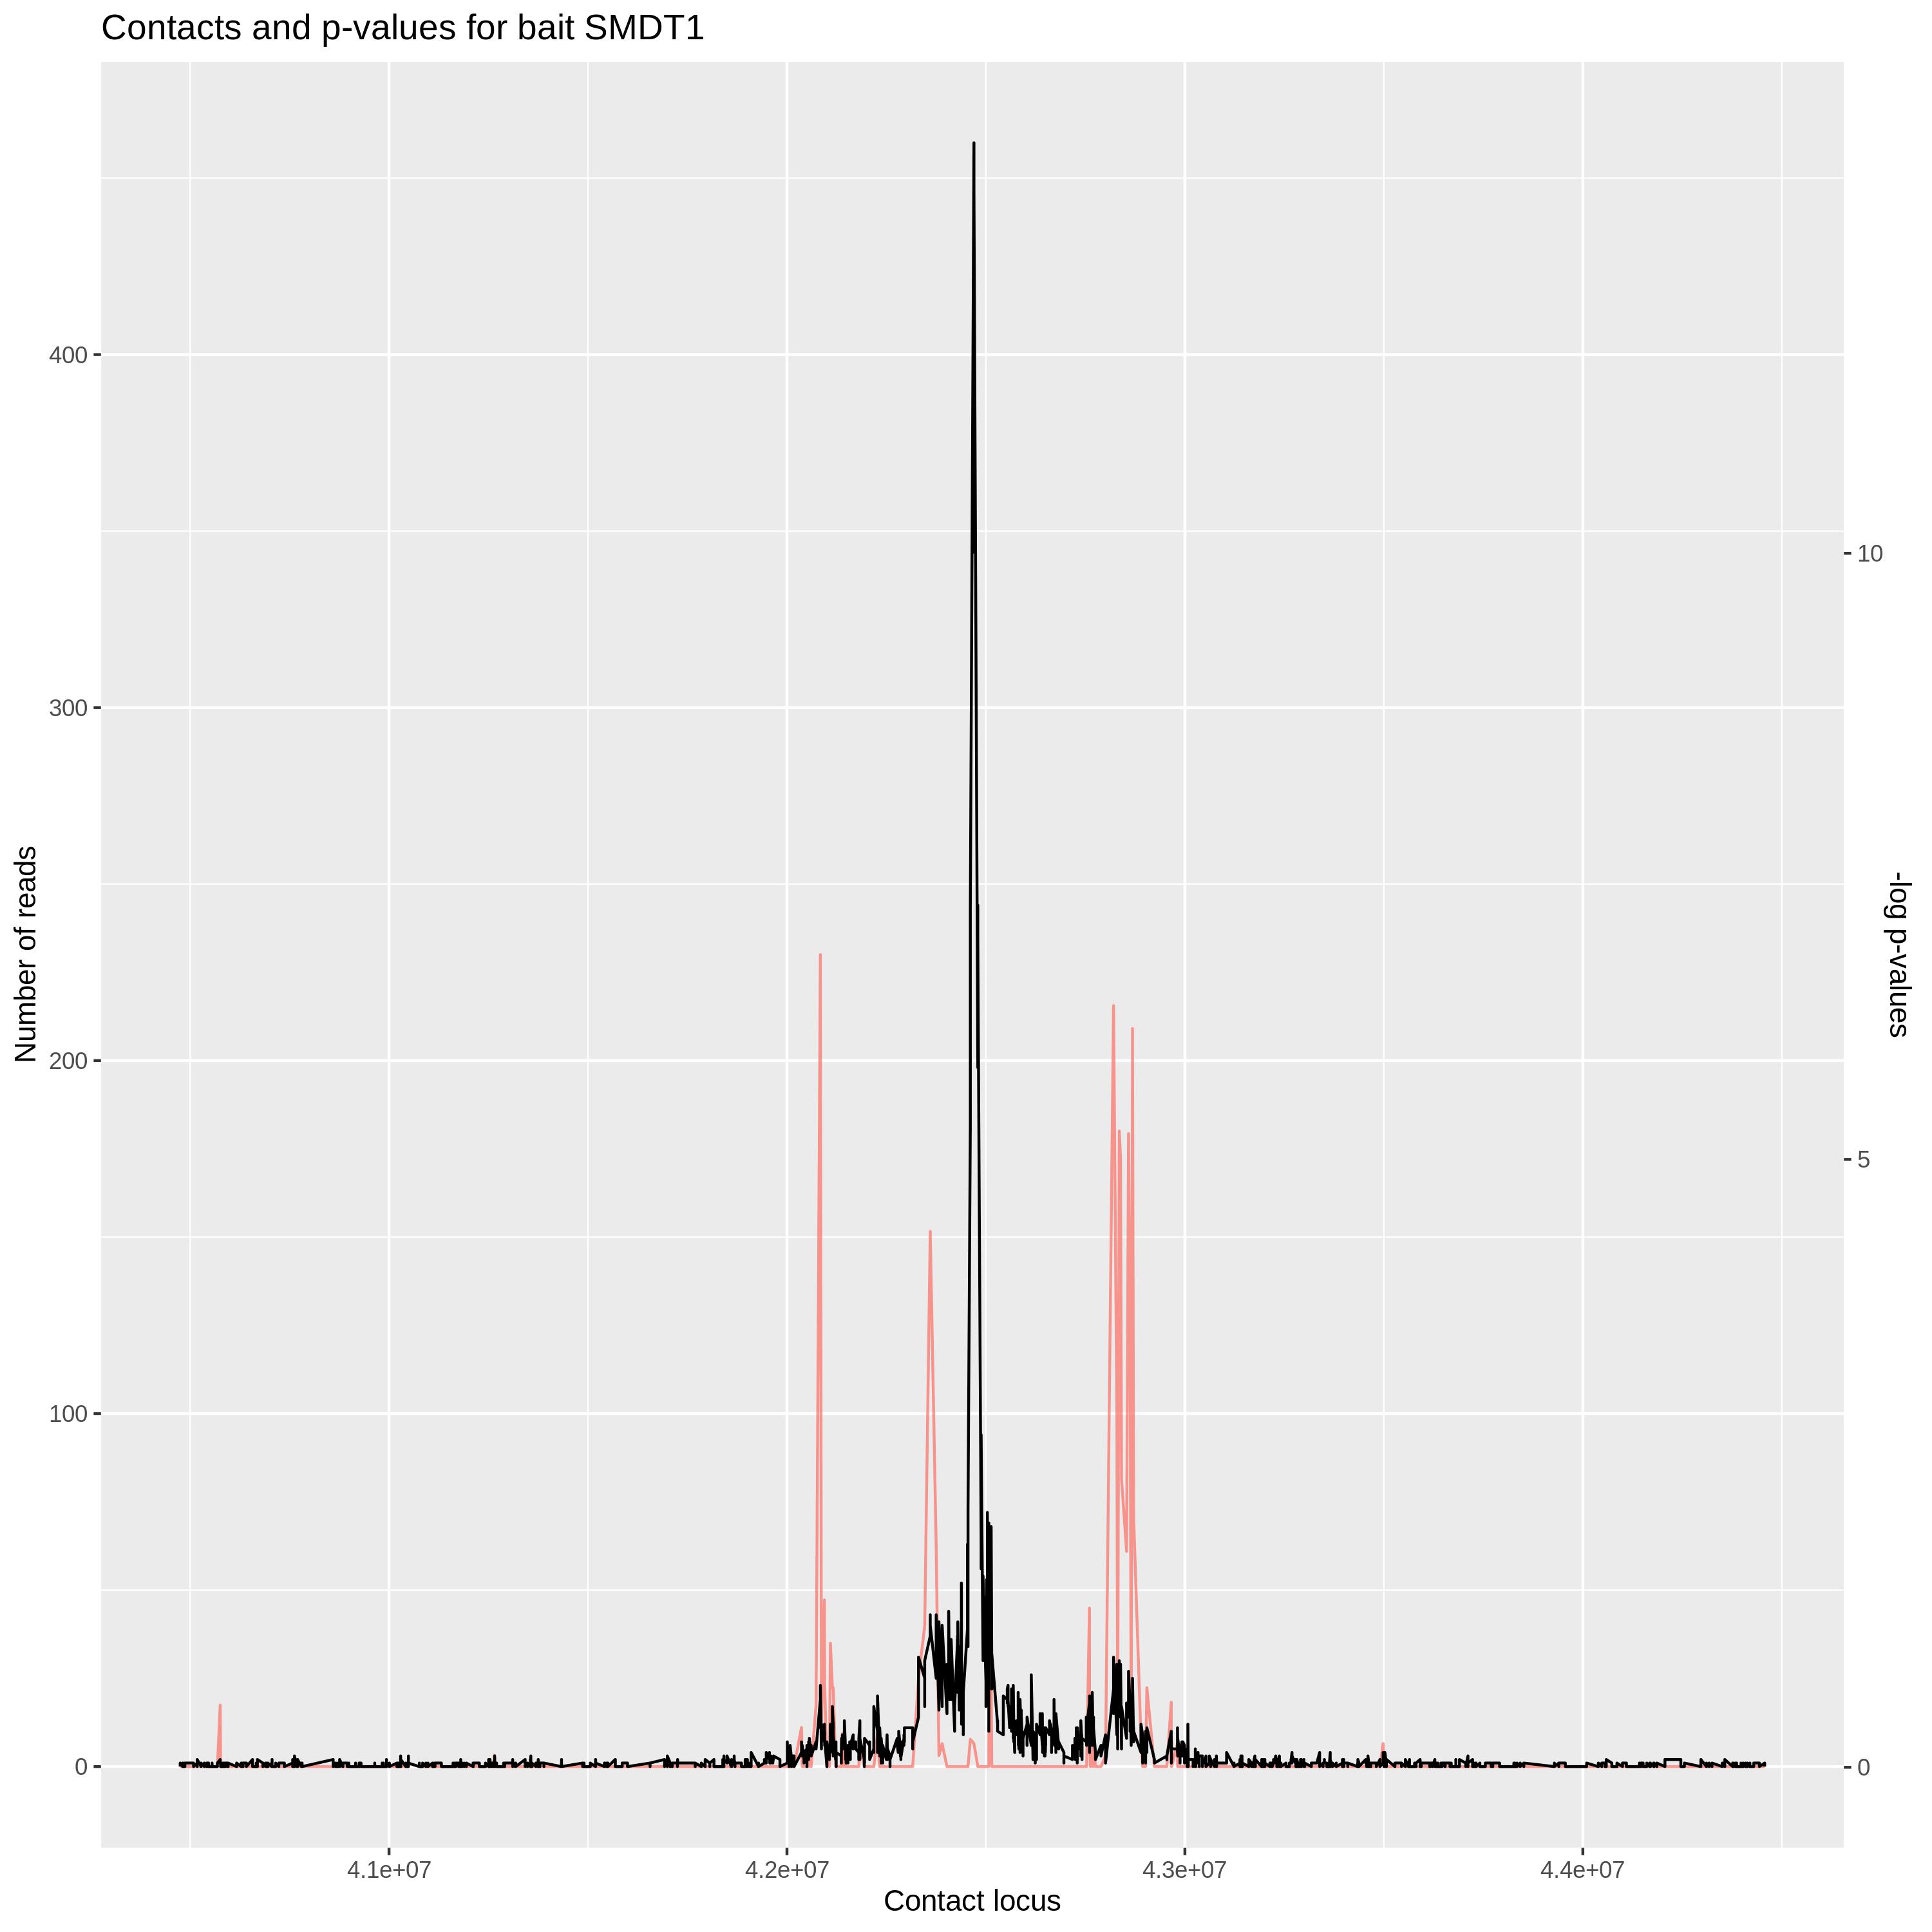 Contacts and p-values for bait SMDT1
Number of reads
400
300
200
100
0
10
5
0
-log p-values
4.1e+07
4.2e+07
4.3e+07
4.4e+07
Contact locus